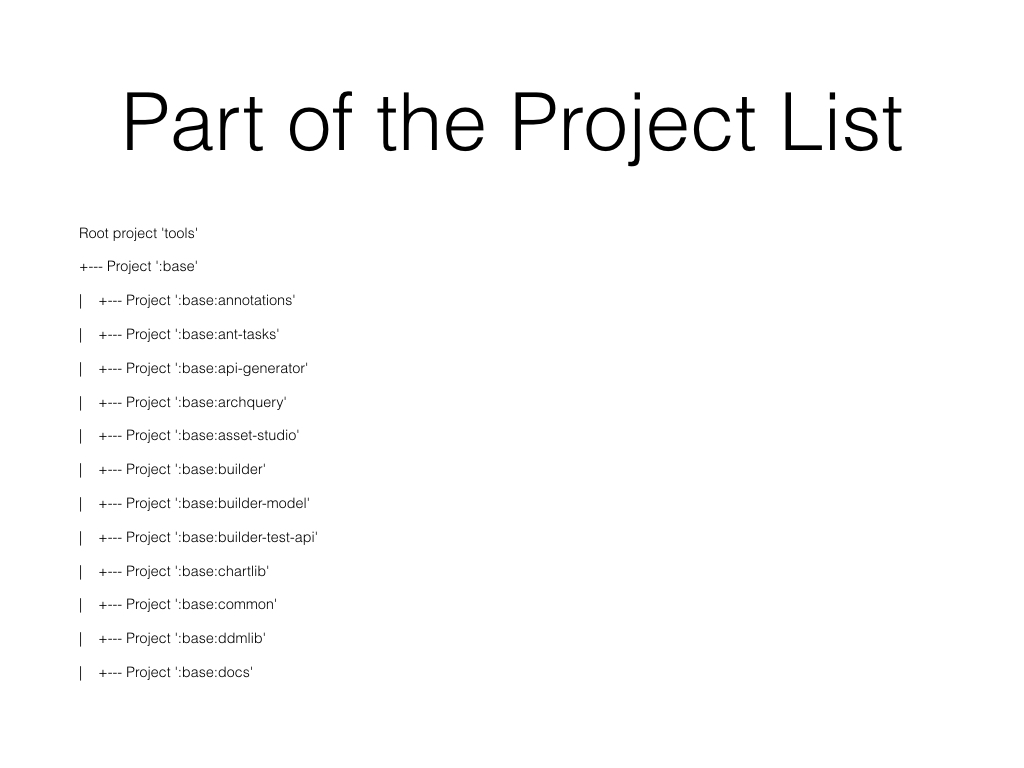 Part of the Project List
Root project 'tools'
+--- Project ':base'
|    +--- Project ':base:annotations'
|    +--- Project ':base:ant-tasks'
|    +--- Project ':base:api-generator'
|    +--- Project ':base:archquery'
|    +--- Project ':base:asset-studio'
|    +--- Project ':base:builder'
|    +--- Project ':base:builder-model'
|    +--- Project ':base:builder-test-api'
|    +--- Project ':base:chartlib'
|    +--- Project ':base:common'
|    +--- Project ':base:ddmlib'
|    +--- Project ':base:docs'